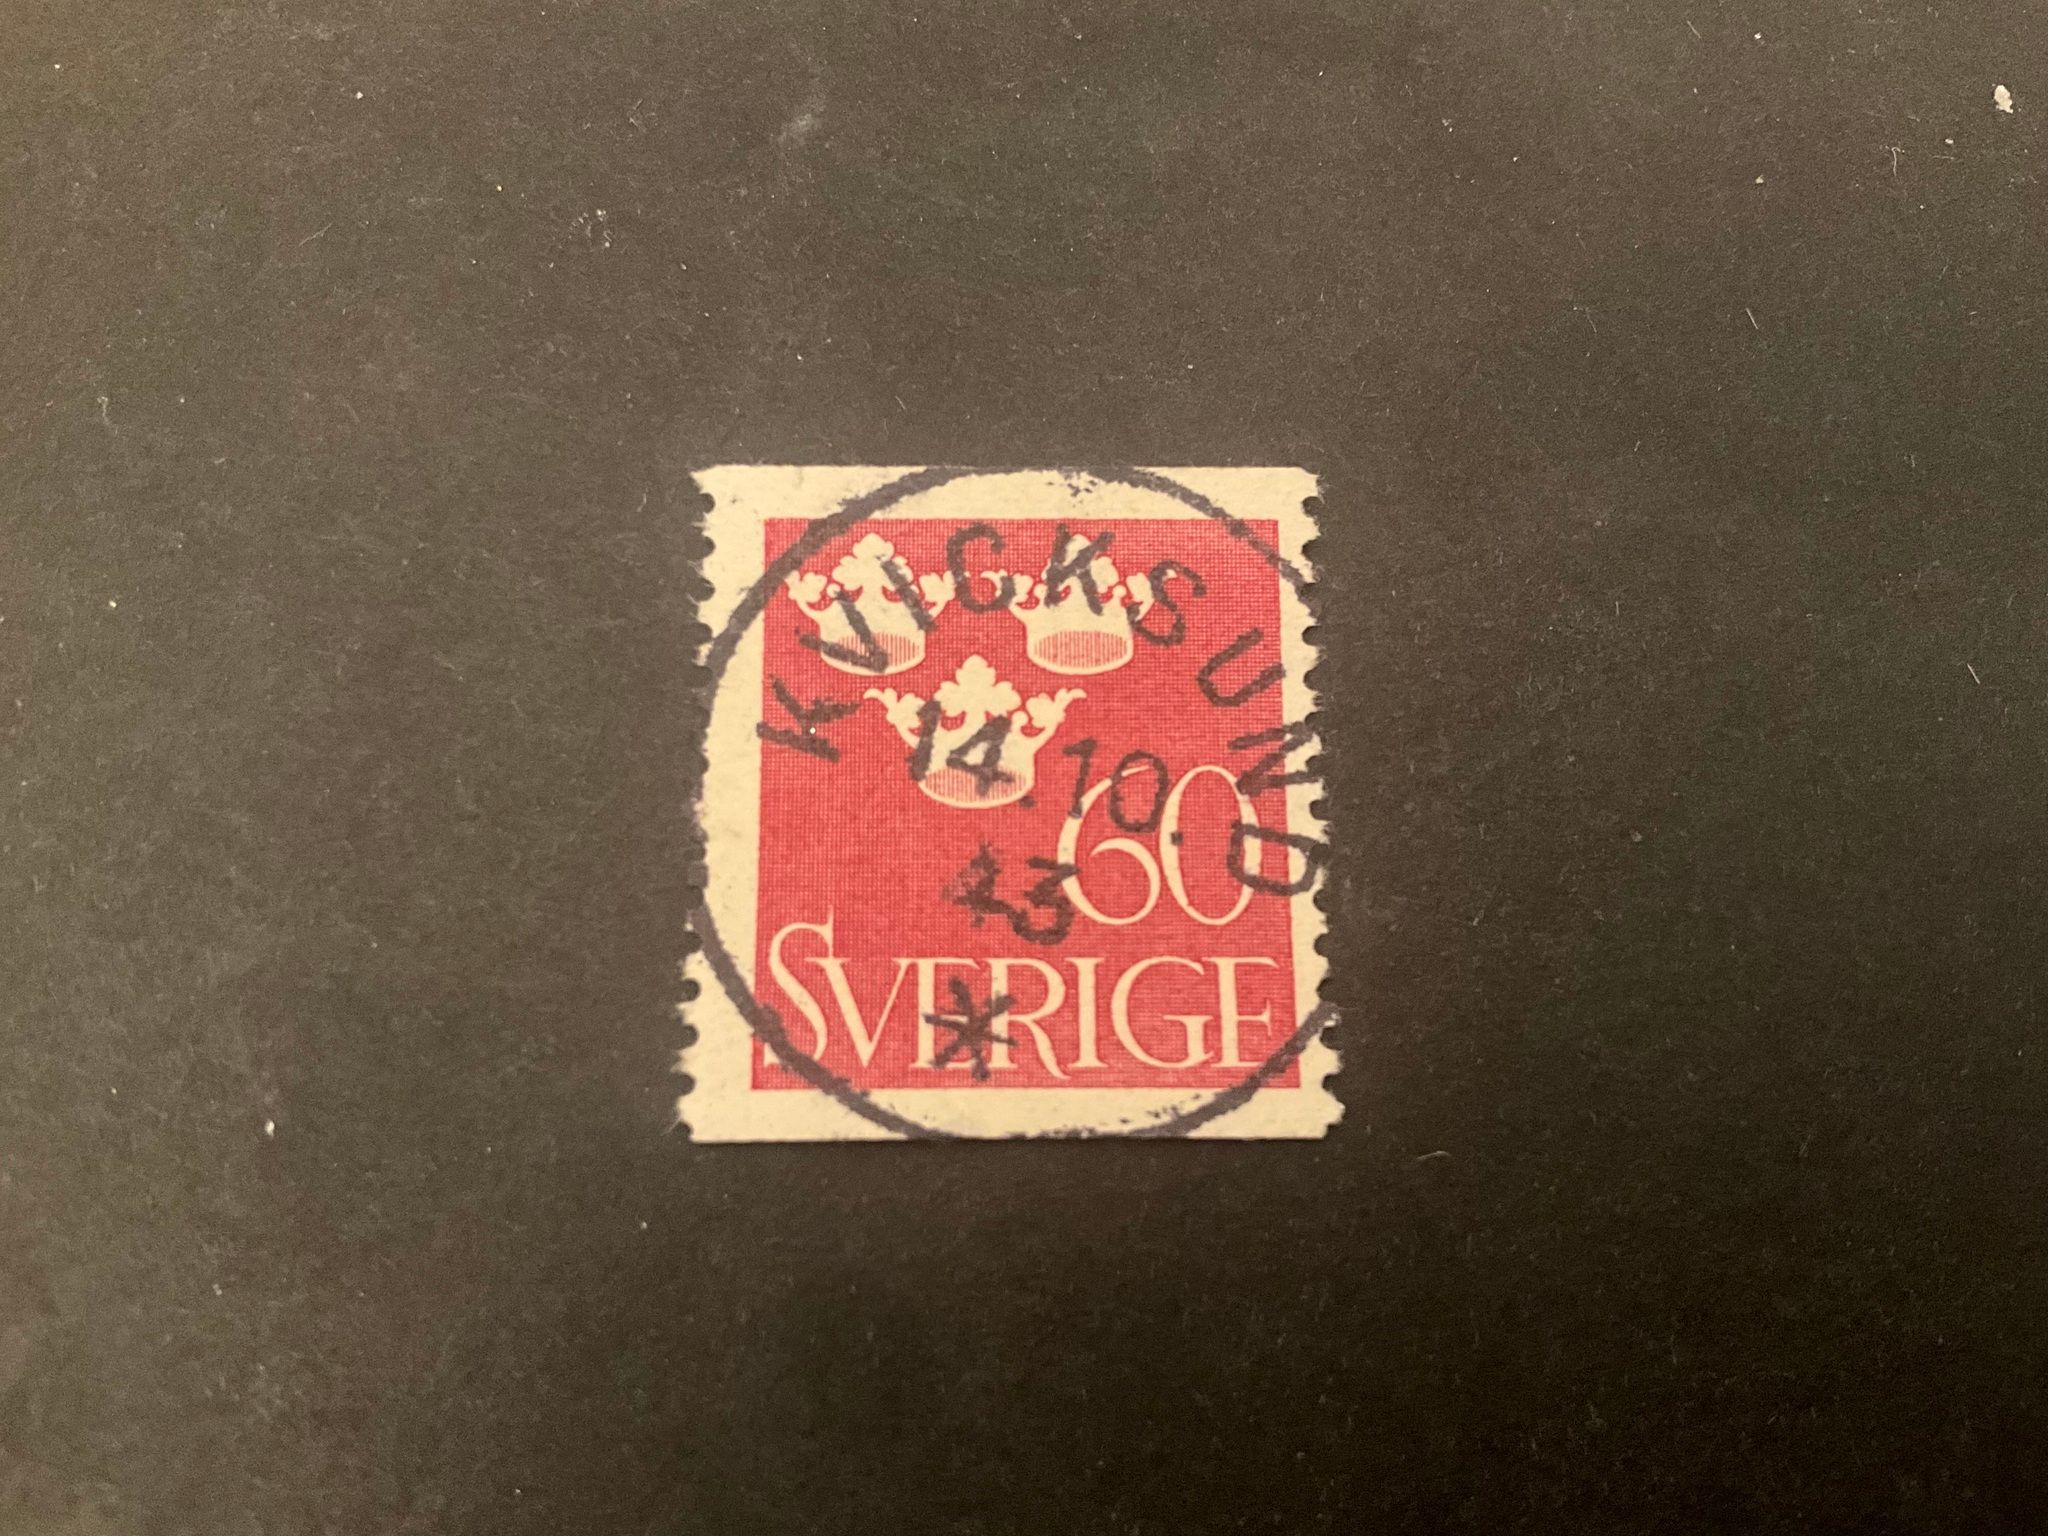 KVICKSUND
14.10.
43
*
60
SVERIGE